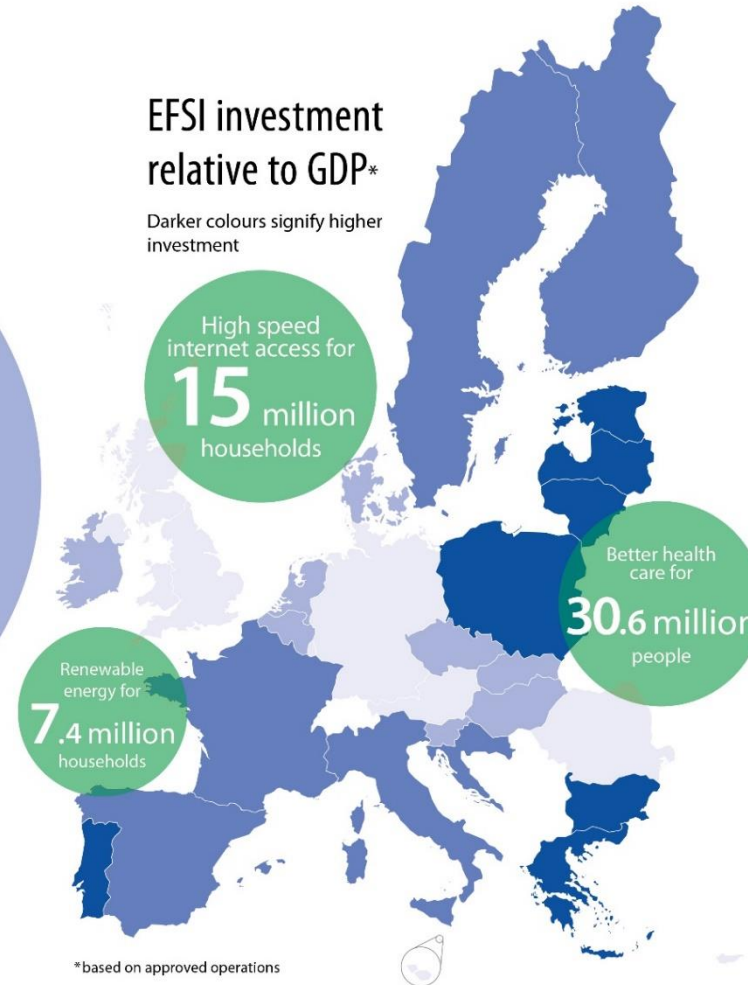 EFSI investment
relative to GDP*
Darker colours signify higher
investment
High speed
internet access for
15 million
households
Better health
care for
30.6 million
people
Renewable
energy for
7.4 million
households
*based on approved operations